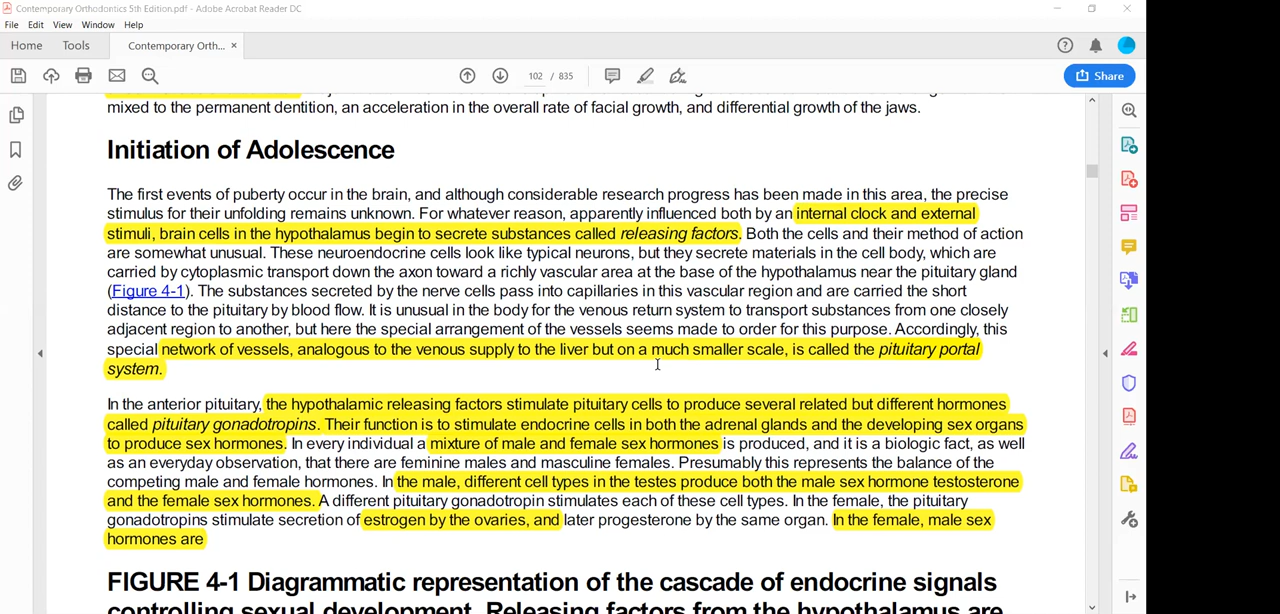 Contemporary Orthodontics 5th Edition.pdf - Adobe Acrobat Reader DC
File Edit View Window Help
Home Tools Contemporary Orth... ×
102 / 835 Share
mixed to the permanent dentition, an acceleration in the overall rate of facial growth, and differential growth of the jaws.
Initiation of Adolescence
The first events of puberty occur in the brain, and although considerable research progress has been made in this area, the precise
stimulus for their unfolding remains unknown. For whatever reason, apparently influenced both by an internal clock and external
stimuli, brain cells in the hypothalamus begin to secrete substances called releasing factors. Both the cells and their method of action
are somewhat unusual. These neuroendocrine cells look like typical neurons, but they secrete materials in the cell body, which are
carried by cytoplasmic transport down the axon toward a richly vascular area at the base of the hypothalamus near the pituitary gland
(Figure 4-1). The substances secreted by the nerve cells pass into capillaries in this vascular region and are carried the short
distance to the pituitary by blood flow. It is unusual in the body for the venous return system to transport substances from one closely
adjacent region to another, but here the special arrangement of the vessels seems made to order for this purpose. Accordingly, this
special network of vessels, analogous to the venous supply to the liver but on a much smaller scale, is called the pituitary portal
system.
In the anterior pituitary, the hypothalamic releasing factors stimulate pituitary cells to produce several related but different hormones
called pituitary gonadotropins. Their function is to stimulate endocrine cells in both the adrenal glands and the developing sex organs
to produce sex hormones. In every individual a mixture of male and female sex hormones is produced, and it is a biologic fact, as well
as an everyday observation, that there are feminine males and masculine females. Presumably this represents the balance of the
competing male and female hormones. In the male, different cell types in the testes produce both the male sex hormone testosterone
and the female sex hormones. A different pituitary gonadotropin stimulates each of these cell types. In the female, the pituitary
gonadotropins stimulate secretion of estrogen by the ovaries, and later progesterone by the same organ. In the female, male sex
hormones are
FIGURE 4-1 Diagrammatic representation of the cascade of endocrine signals
controlling sexual development. Releasing factors from the hypothalamus are